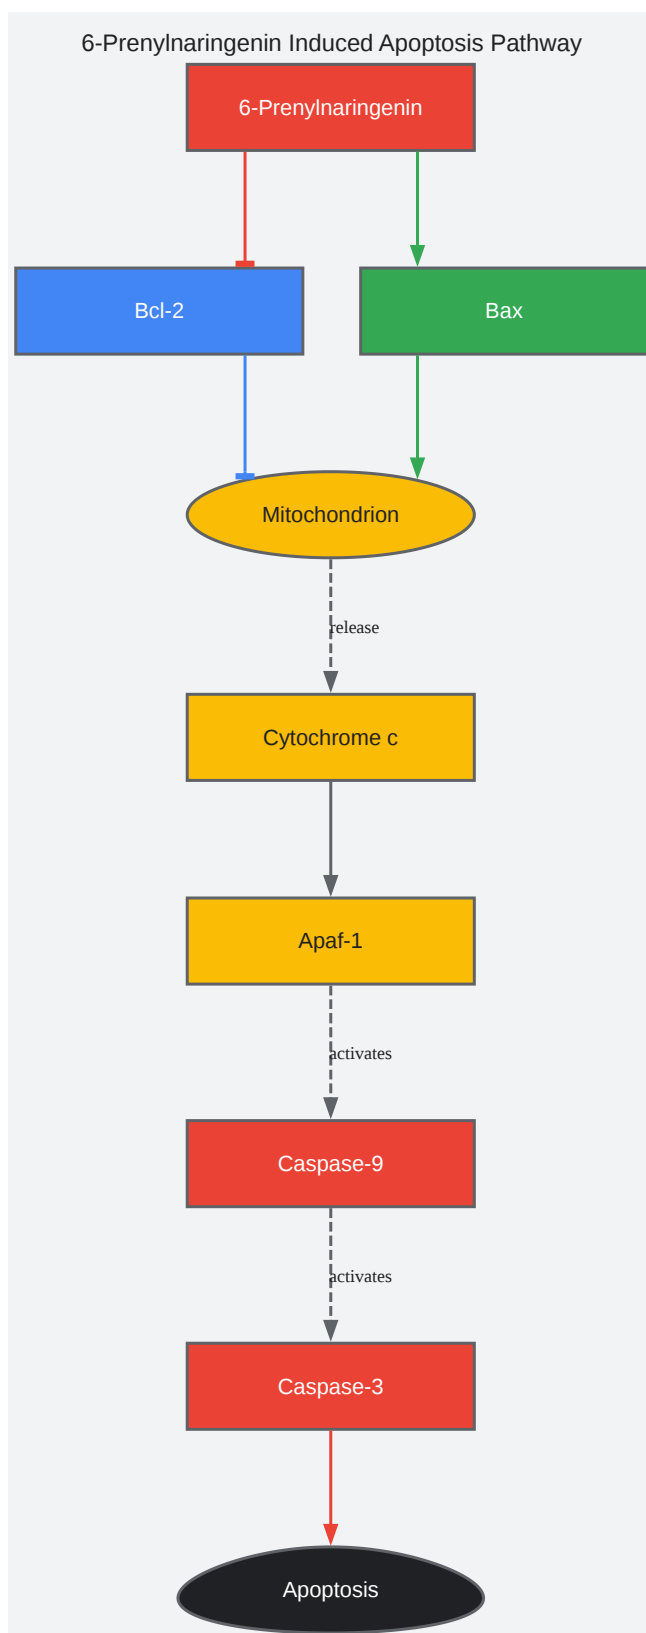 6-Prenylnaringenin Induced Apoptosis Pathway
6-Prenylnaringenin
Bcl-2
Bax
Mitochondrion
release
Cytochrome c
Apaf-1
activates
Caspase-9
activates
Caspase-3
Apoptosis